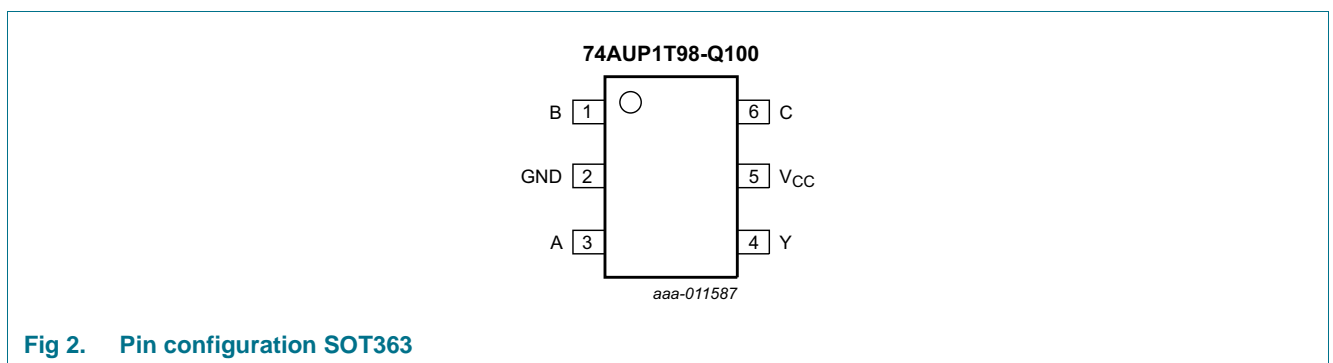 74AUP1T98-Q100
B 1 6 C
GND 2 5 VCC
A 3 4 Y
aaa-011587
Fig 2. Pin configuration SOT363